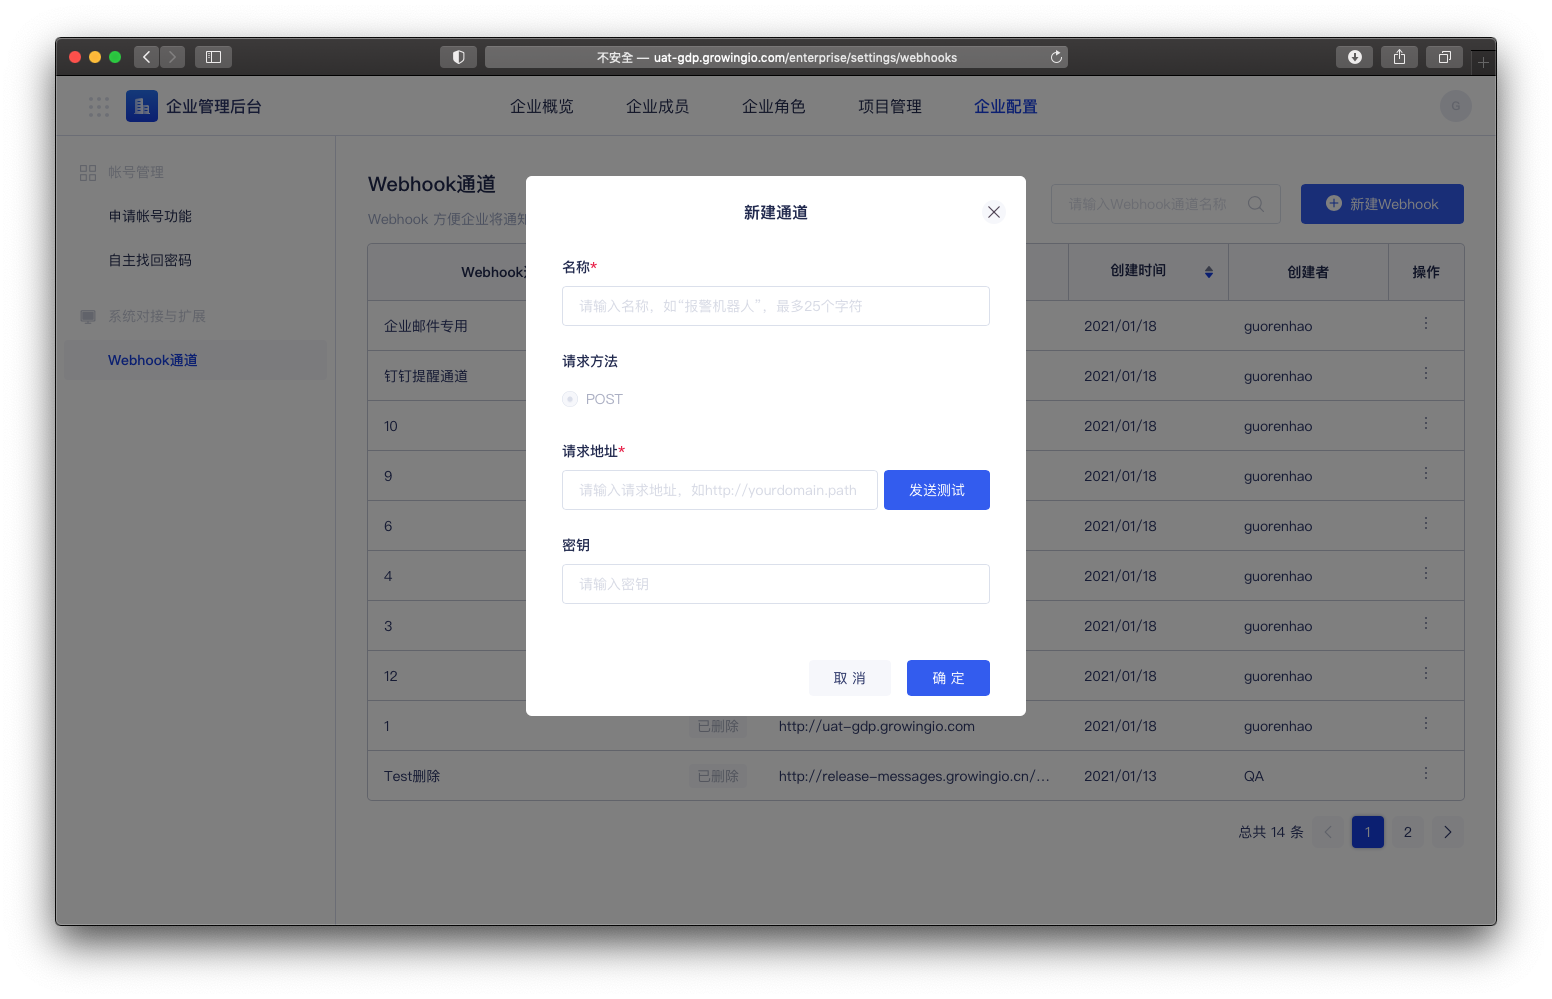 不安全 — uat-gdp.growingio.com/enterprise/settings/webhooks
企业管理后台
企业概览
企业成员
企业角色
项目管理
企业配置
G
帐号管理
申请帐号功能
自主找回密码
系统对接与扩展
Webhook通道
Webhook通道
Webhook 方便企业将通知
请输入Webhook通道名称
新建Webhook
Webhook
创建时间
创建者
操作
企业邮件专用
2021/01/18
guorenhao
钉钉提醒通道
2021/01/18
guorenhao
10
2021/01/18
guorenhao
9
2021/01/18
guorenhao
6
2021/01/18
guorenhao
4
2021/01/18
guorenhao
3
2021/01/18
guorenhao
12
2021/01/18
guorenhao
1
已删除
http://uat-gdp.growingio.com
2021/01/18
guorenhao
Test删除
已删除
http://release-messages.growingio.cn/...
2021/01/13
QA
总共 14 条
1
2
新建通道
名称*
请输入名称，如“报警机器人”，最多25个字符
请求方法
POST
请求地址*
请输入请求地址，如http://yourdomain.path
发送测试
密钥
请输入密钥
取 消
确 定